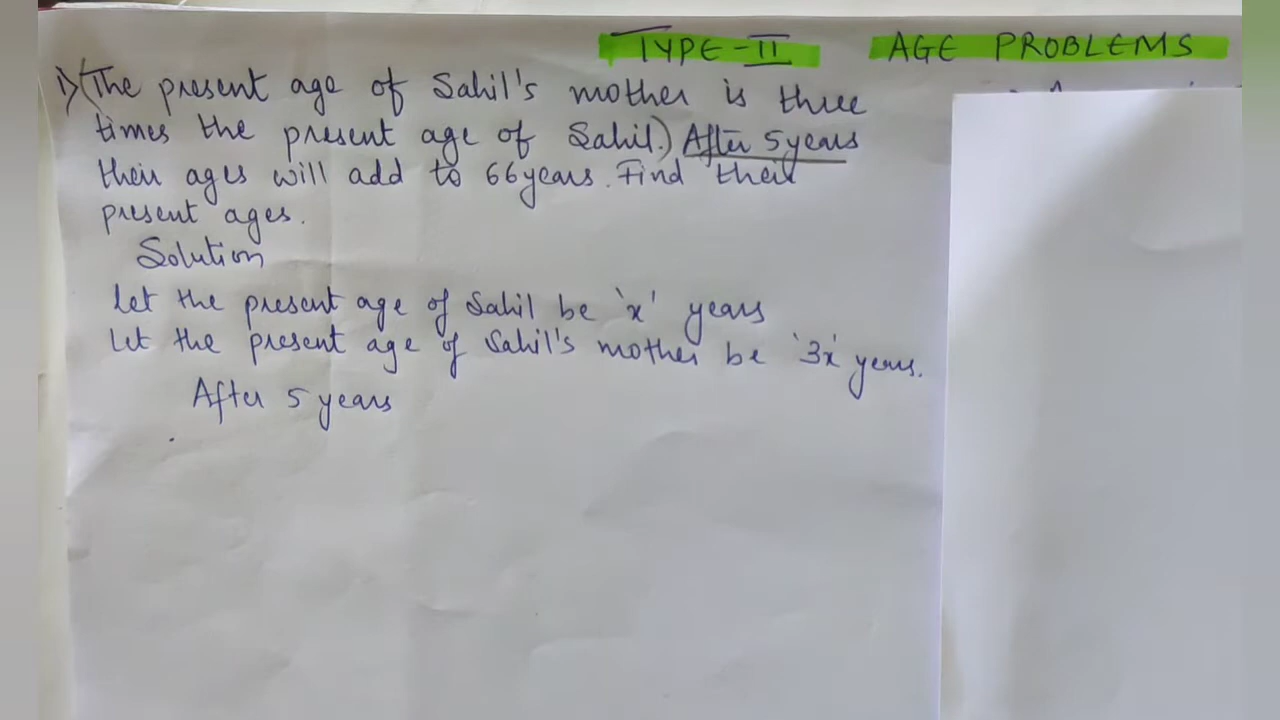 TYPE-II AGE PROBLEMS
1) (The present age of Sahil's mother is three
times the present age of Sahil.) After 5 years
their ages will add to 66 years. Find their
present ages.
Solution
Let the present age of Sahil be 'x' years
Let the present age of Sahil's mother be '3x' years.
After 5 years